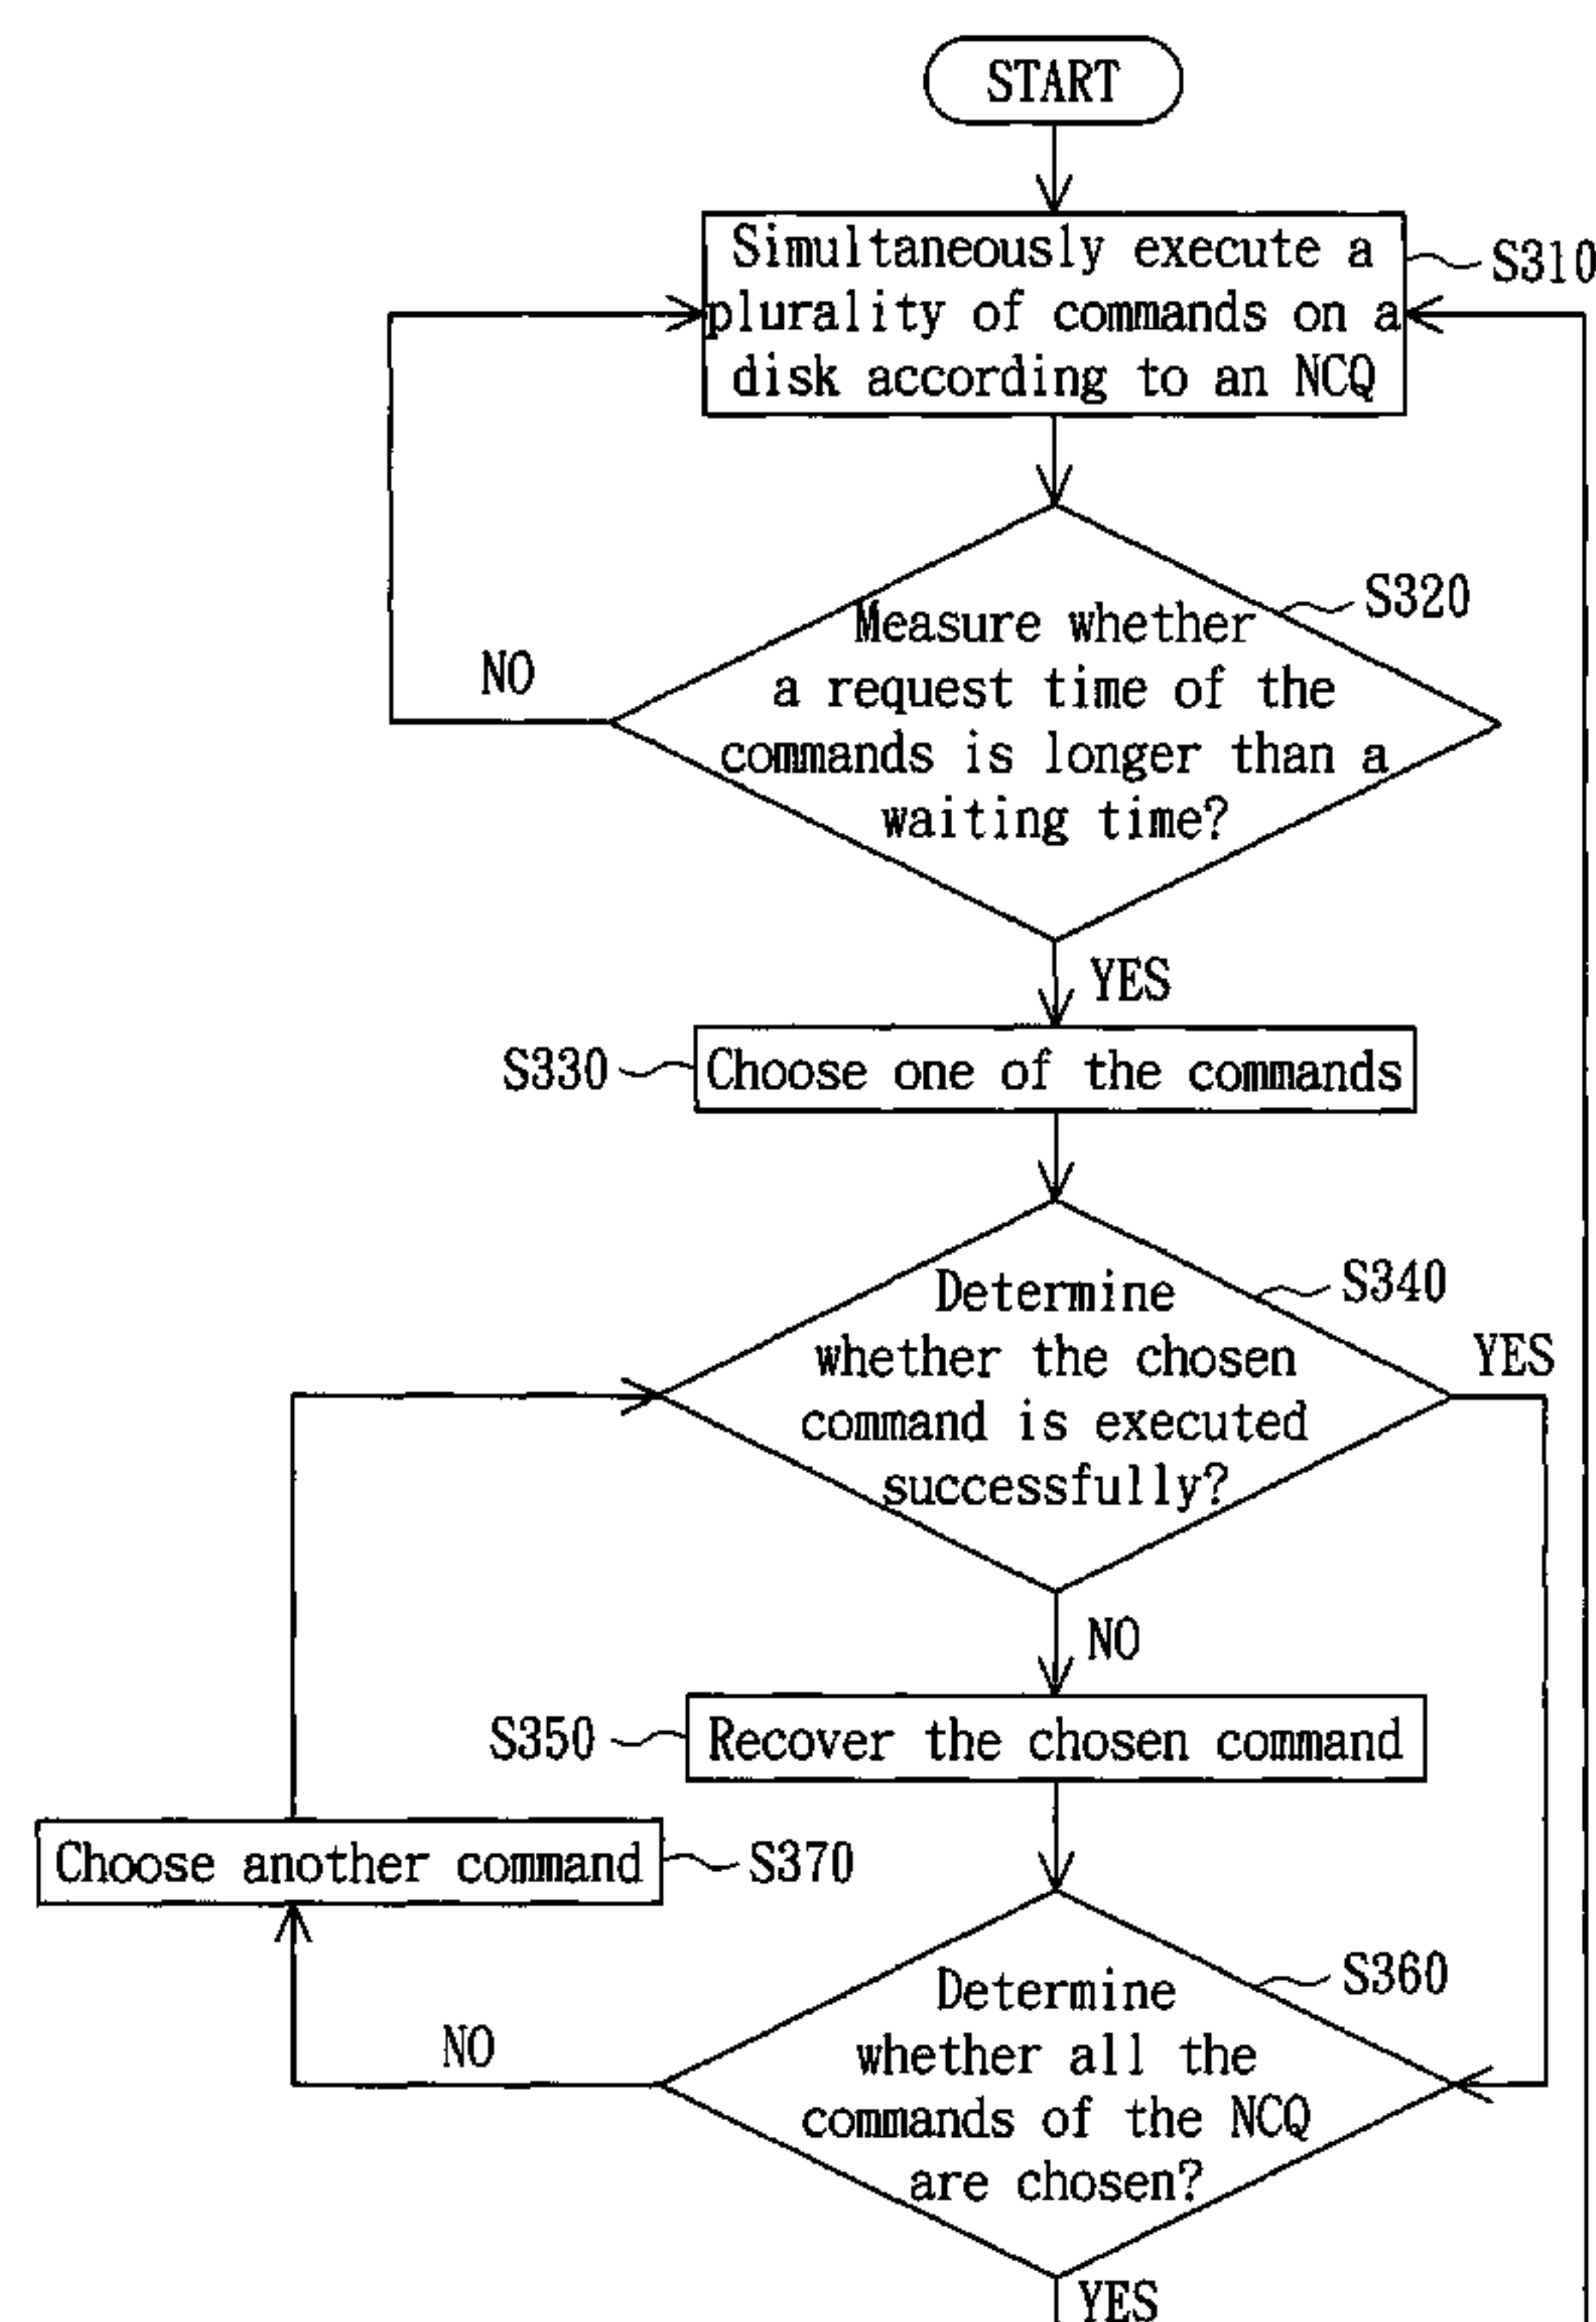 START
Simultaneously execute a
plurality of commands on a
disk according to an NCQ
S310
Measure whether
a request time of the
commands is longer than a
waiting time?
S320
NO
YES
S330
Choose one of the commands
Determine
whether the chosen
command is executed
successfully?
S340
YES
NO
S350
Recover the chosen command
Choose another command
S370
Determine
whether all the
commands of the NCQ
are chosen?
S360
NO
YES